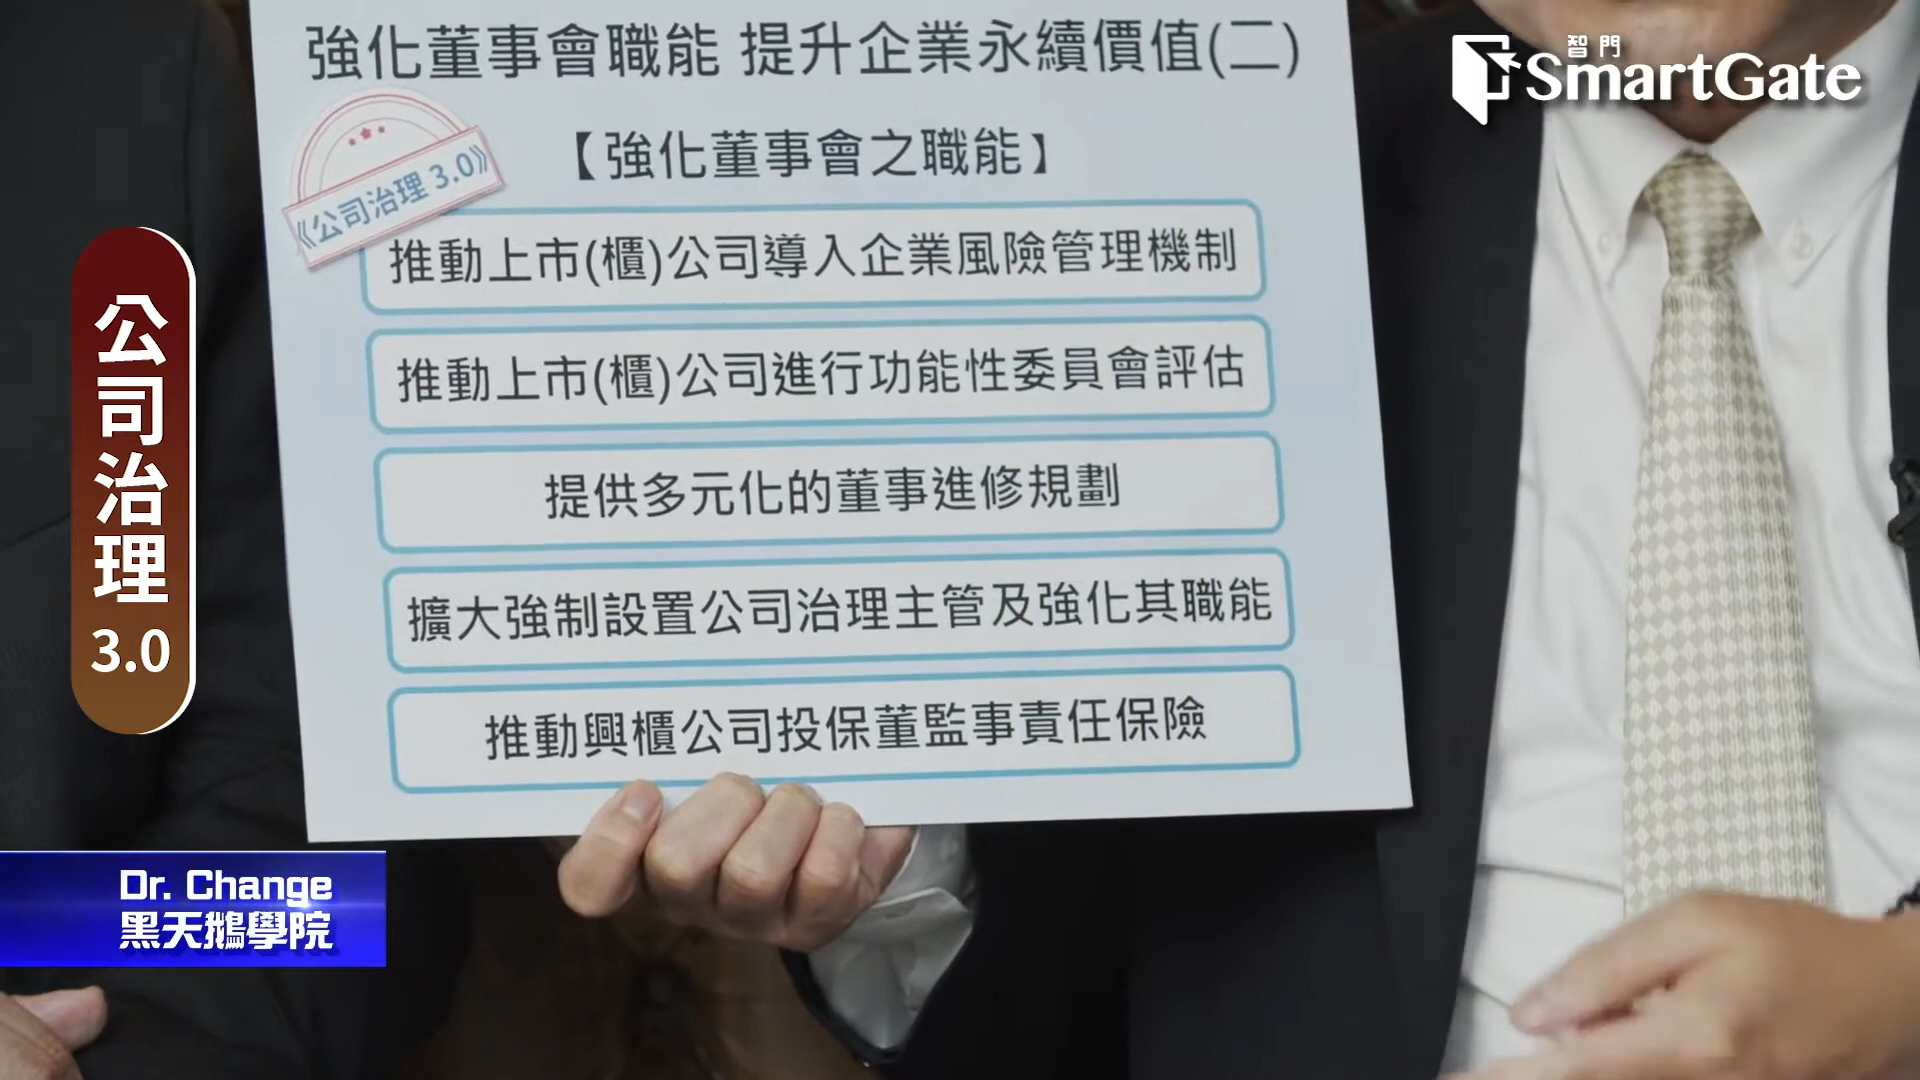 強化董事會職能 提升企業永續價值(二)
《公司治理 3.0》
【強化董事會之職能】
推動上市(櫃)公司導入企業風險管理機制
推動上市(櫃)公司進行功能性委員會評估
提供多元化的董事進修規劃
擴大強制設置公司治理主管及強化其職能
推動興櫃公司投保董監事責任保險
智門
SmartGate
公司治理
3.0
Dr. Change
黑天鵝學院